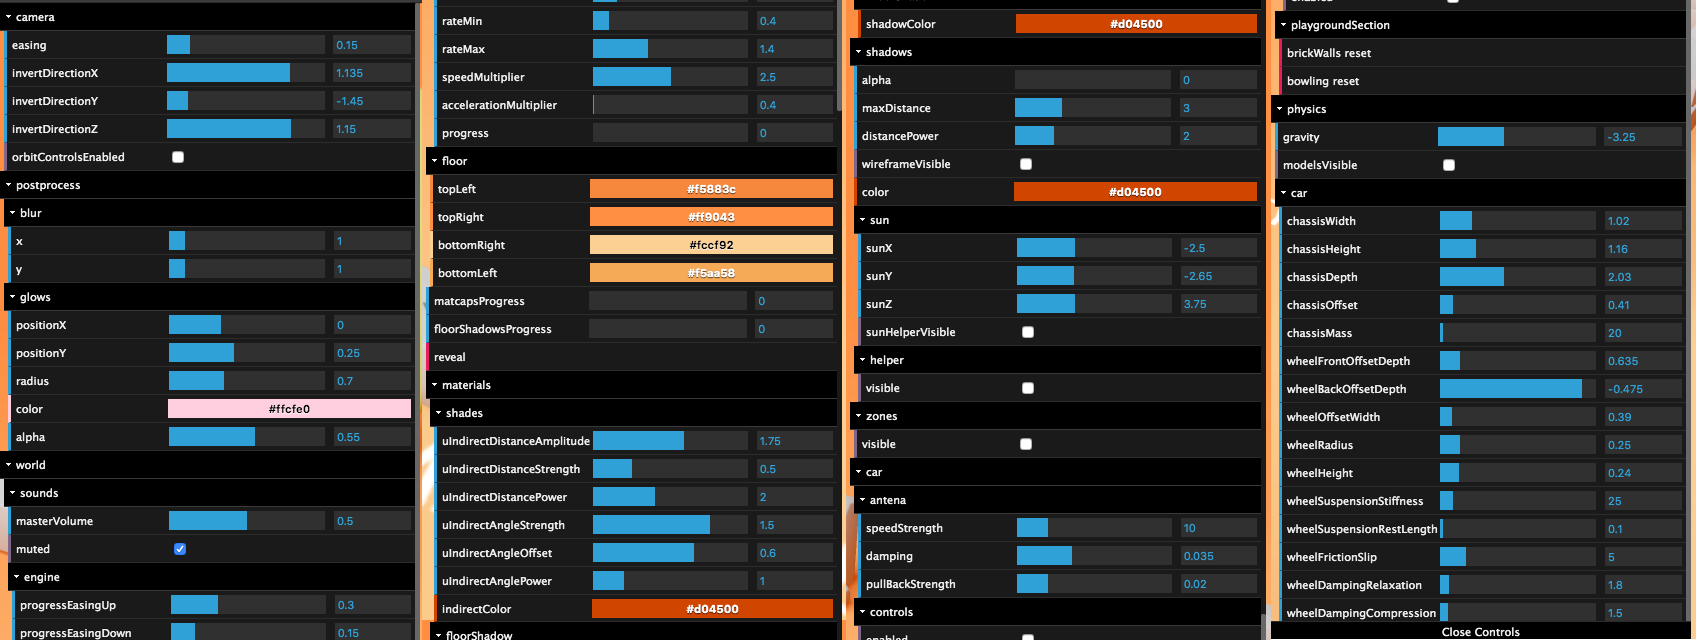 camera
easing 0.15
invertDirectionX 1.135
invertDirectionY -1.45
invertDirectionZ 1.15
orbitControlsEnabled
postprocess
blur
x 1
y 1
glows
positionX 0
positionY 0.25
radius 0.7
color #ffcfe0
alpha 0.55
world
sounds
masterVolume 0.5
muted
engine
progressEasingUp 0.3
progressEasingDown 0.15
rateMin 0.4
rateMax 1.4
speedMultiplier 2.5
accelerationMultiplier 0.4
progress 0
floor
topLeft #f5883c
topRight #ff9043
bottomRight #fccf92
bottomLeft #f5aa58
matcapsProgress 0
floorShadowsProgress 0
reveal
materials
shades
uIndirectDistanceAmplitude 1.75
uIndirectDistanceStrength 0.5
uIndirectDistancePower 2
uIndirectAngleStrength 1.5
uIndirectAngleOffset 0.6
uIndirectAnglePower 1
indirectColor #d04500
floorShadow
shadowColor #d04500
shadows
alpha 0
maxDistance 3
distancePower 2
wireframeVisible
color #d04500
sun
sunX -2.5
sunY -2.65
sunZ 3.75
sunHelperVisible
helper
visible
zones
visible
car
antena
speedStrength 10
damping 0.035
pullBackStrength 0.02
controls
enabled
enabled
playgroundSection
brickWalls reset
bowling reset
physics
gravity -3.25
modelsVisible
car
chassisWidth 1.02
chassisHeight 1.16
chassisDepth 2.03
chassisOffset 0.41
chassisMass 20
wheelFrontOffsetDepth 0.635
wheelBackOffsetDepth -0.475
wheelOffsetWidth 0.39
wheelRadius 0.25
wheelHeight 0.24
wheelSuspensionStiffness 25
wheelSuspensionRestLength 0.1
wheelFrictionSlip 5
wheelDampingRelaxation 1.8
wheelDampingCompression 1.5
Close Controls